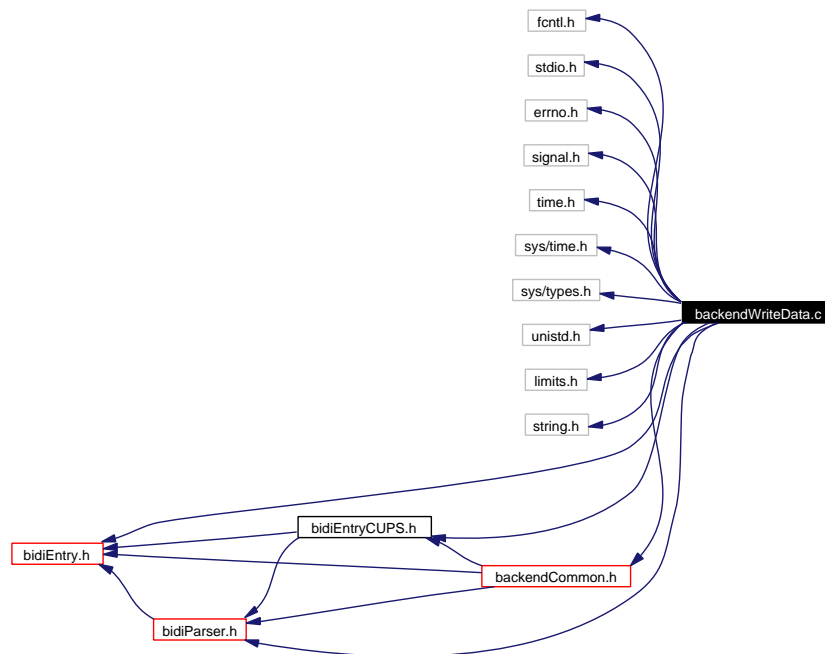 fcntl.h
stdio.h
errno.h
signal.h
time.h
sys/time.h
sys/types.h
backendWriteData.c
unistd.h
limits.h
string.h
bidiEntryCUPS.h
bidiEntry.h
backendCommon.h
bidiParser.h